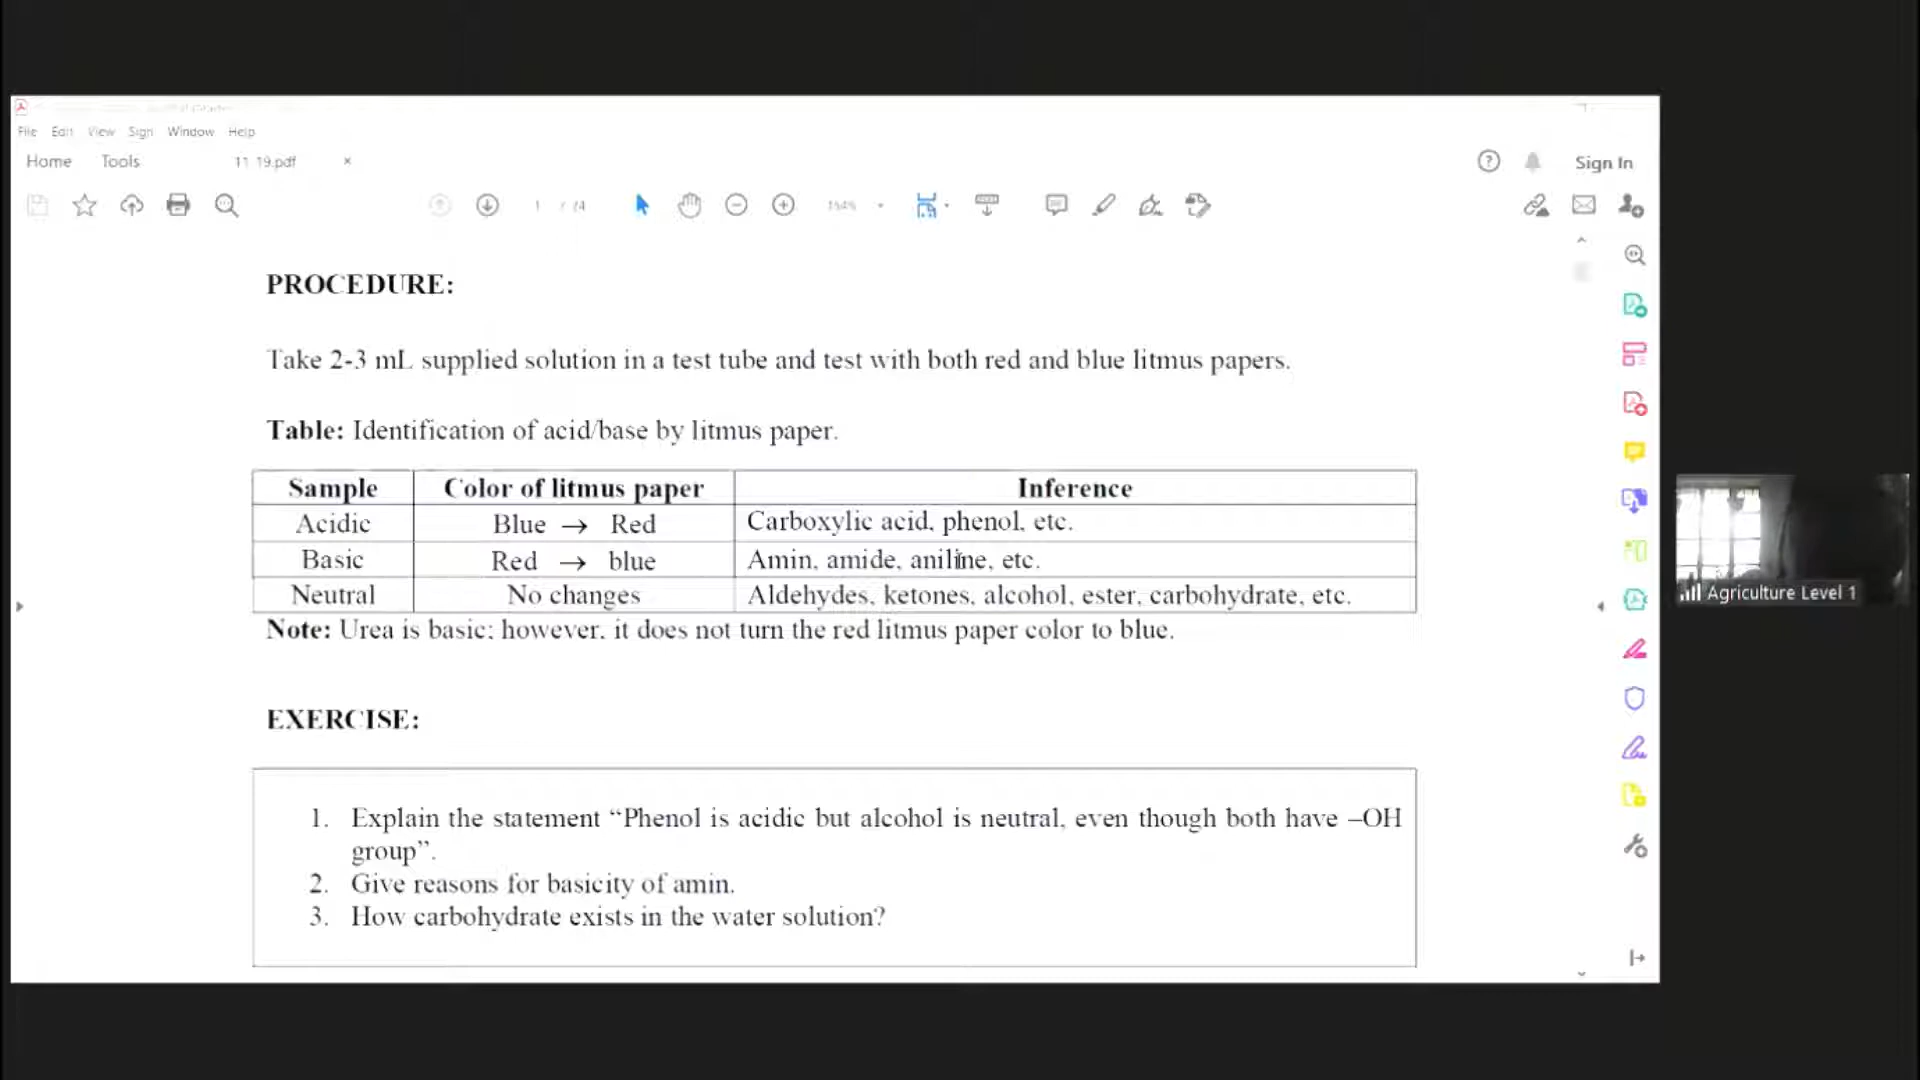 File Edit View Sign Window Help
Home Tools 11 19.pdf ×
Sign In
1 / 74 154%
PROCEDURE:
Take 2-3 mL supplied solution in a test tube and test with both red and blue litmus papers.
Table: Identification of acid/base by litmus paper.
Sample Color of litmus paper Inference
Acidic Blue → Red Carboxylic acid, phenol, etc.
Basic Red → blue Amin, amide, aniline, etc.
Neutral No changes Aldehydes, ketones, alcohol, ester, carbohydrate, etc.
Note: Urea is basic; however, it does not turn the red litmus paper color to blue.
Agriculture Level 1
EXERCISE:
1. Explain the statement “Phenol is acidic but alcohol is neutral, even though both have –OH
group”.
2. Give reasons for basicity of amin.
3. How carbohydrate exists in the water solution?